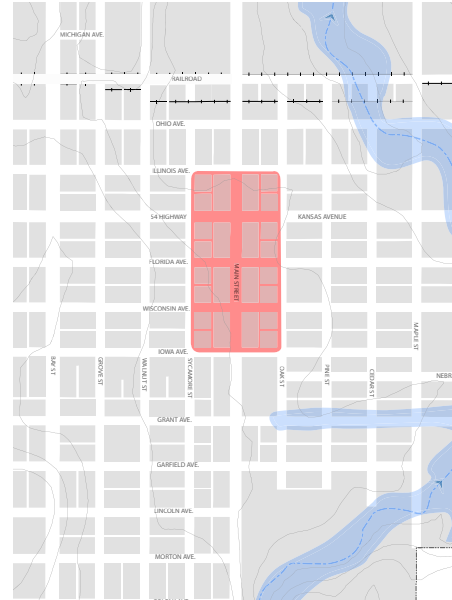 MICHIGAN AVE.
RAILROAD
OHIO AVE.
ILLINOIS AVE.
54 HIGHWAY
KANSAS AVENUE
FLORIDA AVE.
MAIN STREET
WISCONSIN AVE.
MAPLE ST
IOWA AVE.
BAY ST
GROVE ST
WALNUT ST
SYCAMORE ST
OAK ST
PINE ST
CEDAR ST
NEBR
GRANT AVE.
GARFIELD AVE.
LINCOLN AVE.
MORTON AVE.